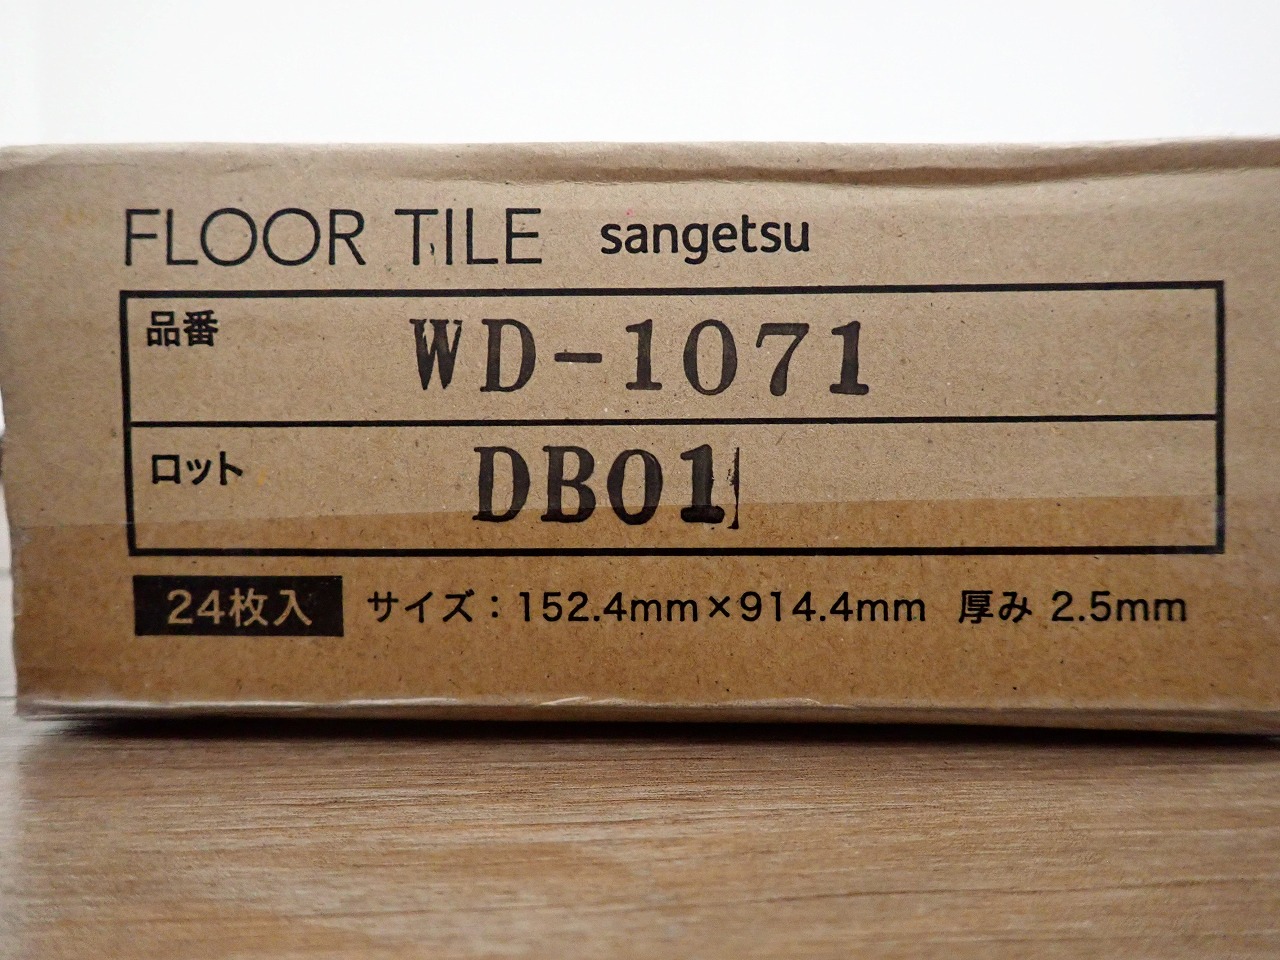 FLOOR TILE sangetsu
品番 WD-1071
ロット DB01
24枚入 サイズ：152.4mm×914.4mm 厚み 2.5mm